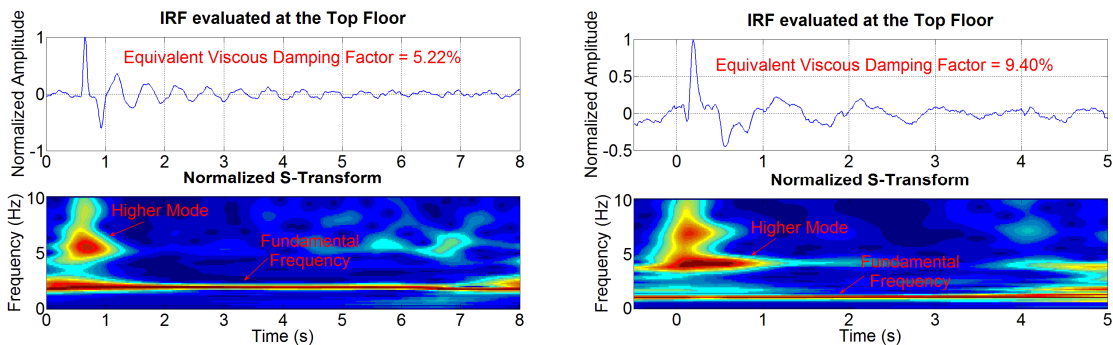 IRF evaluated at the Top Floor
Normalized Amplitude
Equivalent Viscous Damping Factor = 5.22%
1
0
-1
0 1 2 3 4 5 6 7 8
Normalized S-Transform
Frequency (Hz)
10
5
0
Higher Mode
Fundamental
Frequency
0 1 2 3 4 5 6 7 8
Time (s)
IRF evaluated at the Top Floor
Normalized Amplitude
Equivalent Viscous Damping Factor = 9.40%
1
0.5
0
-0.5
0 1 2 3 4 5
Normalized S-Transform
Frequency (Hz)
10
5
0
Higher Mode
Fundamental
Frequency
0 1 2 3 4 5
Time (s)